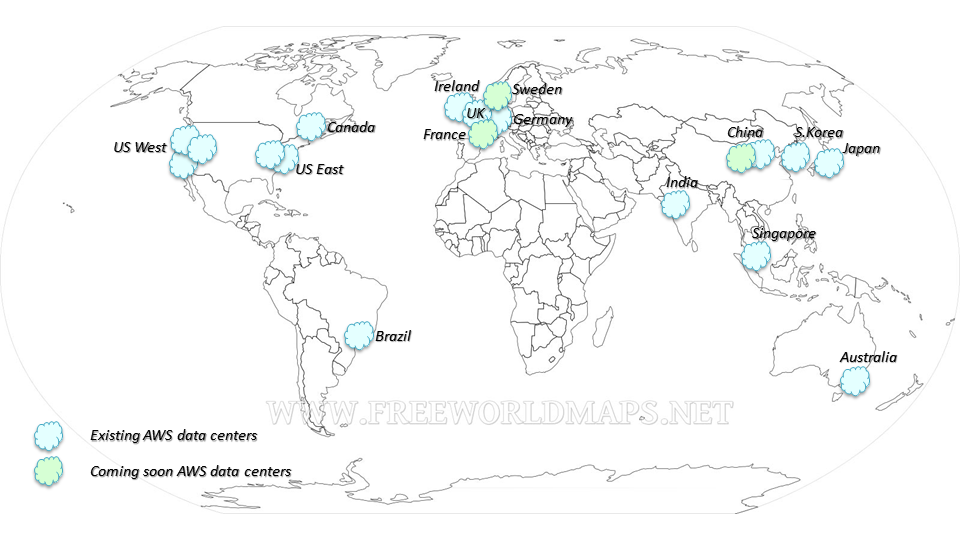 Ireland
Sweden
UK
Germany
France
Canada
US West
US East
China
S.Korea
Japan
India
Singapore
Brazil
Australia
WWW.FREEWORLDMAPS.NET
Existing AWS data centers
Coming soon AWS data centers